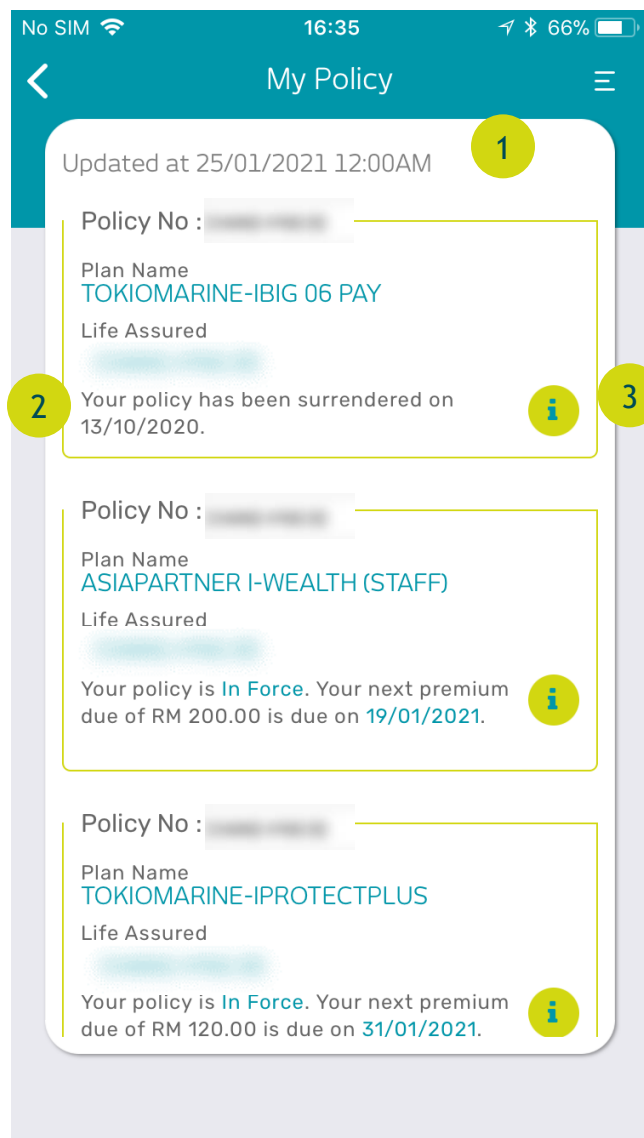 No SIM 16:35 66%
My Policy
Updated at 25/01/2021 12:00AM
1
Policy No :
Plan Name
TOKIOMARINE-IBIG 06 PAY
Life Assured
2
Your policy has been surrendered on
13/10/2020.
i
3
Policy No :
Plan Name
ASIAPARTNER I-WEALTH (STAFF)
Life Assured
Your policy is In Force. Your next premium
due of RM 200.00 is due on 19/01/2021.
i
Policy No :
Plan Name
TOKIOMARINE-IPROTECTPLUS
Life Assured
Your policy is In Force. Your next premium
due of RM 120.00 is due on 31/01/2021.
i